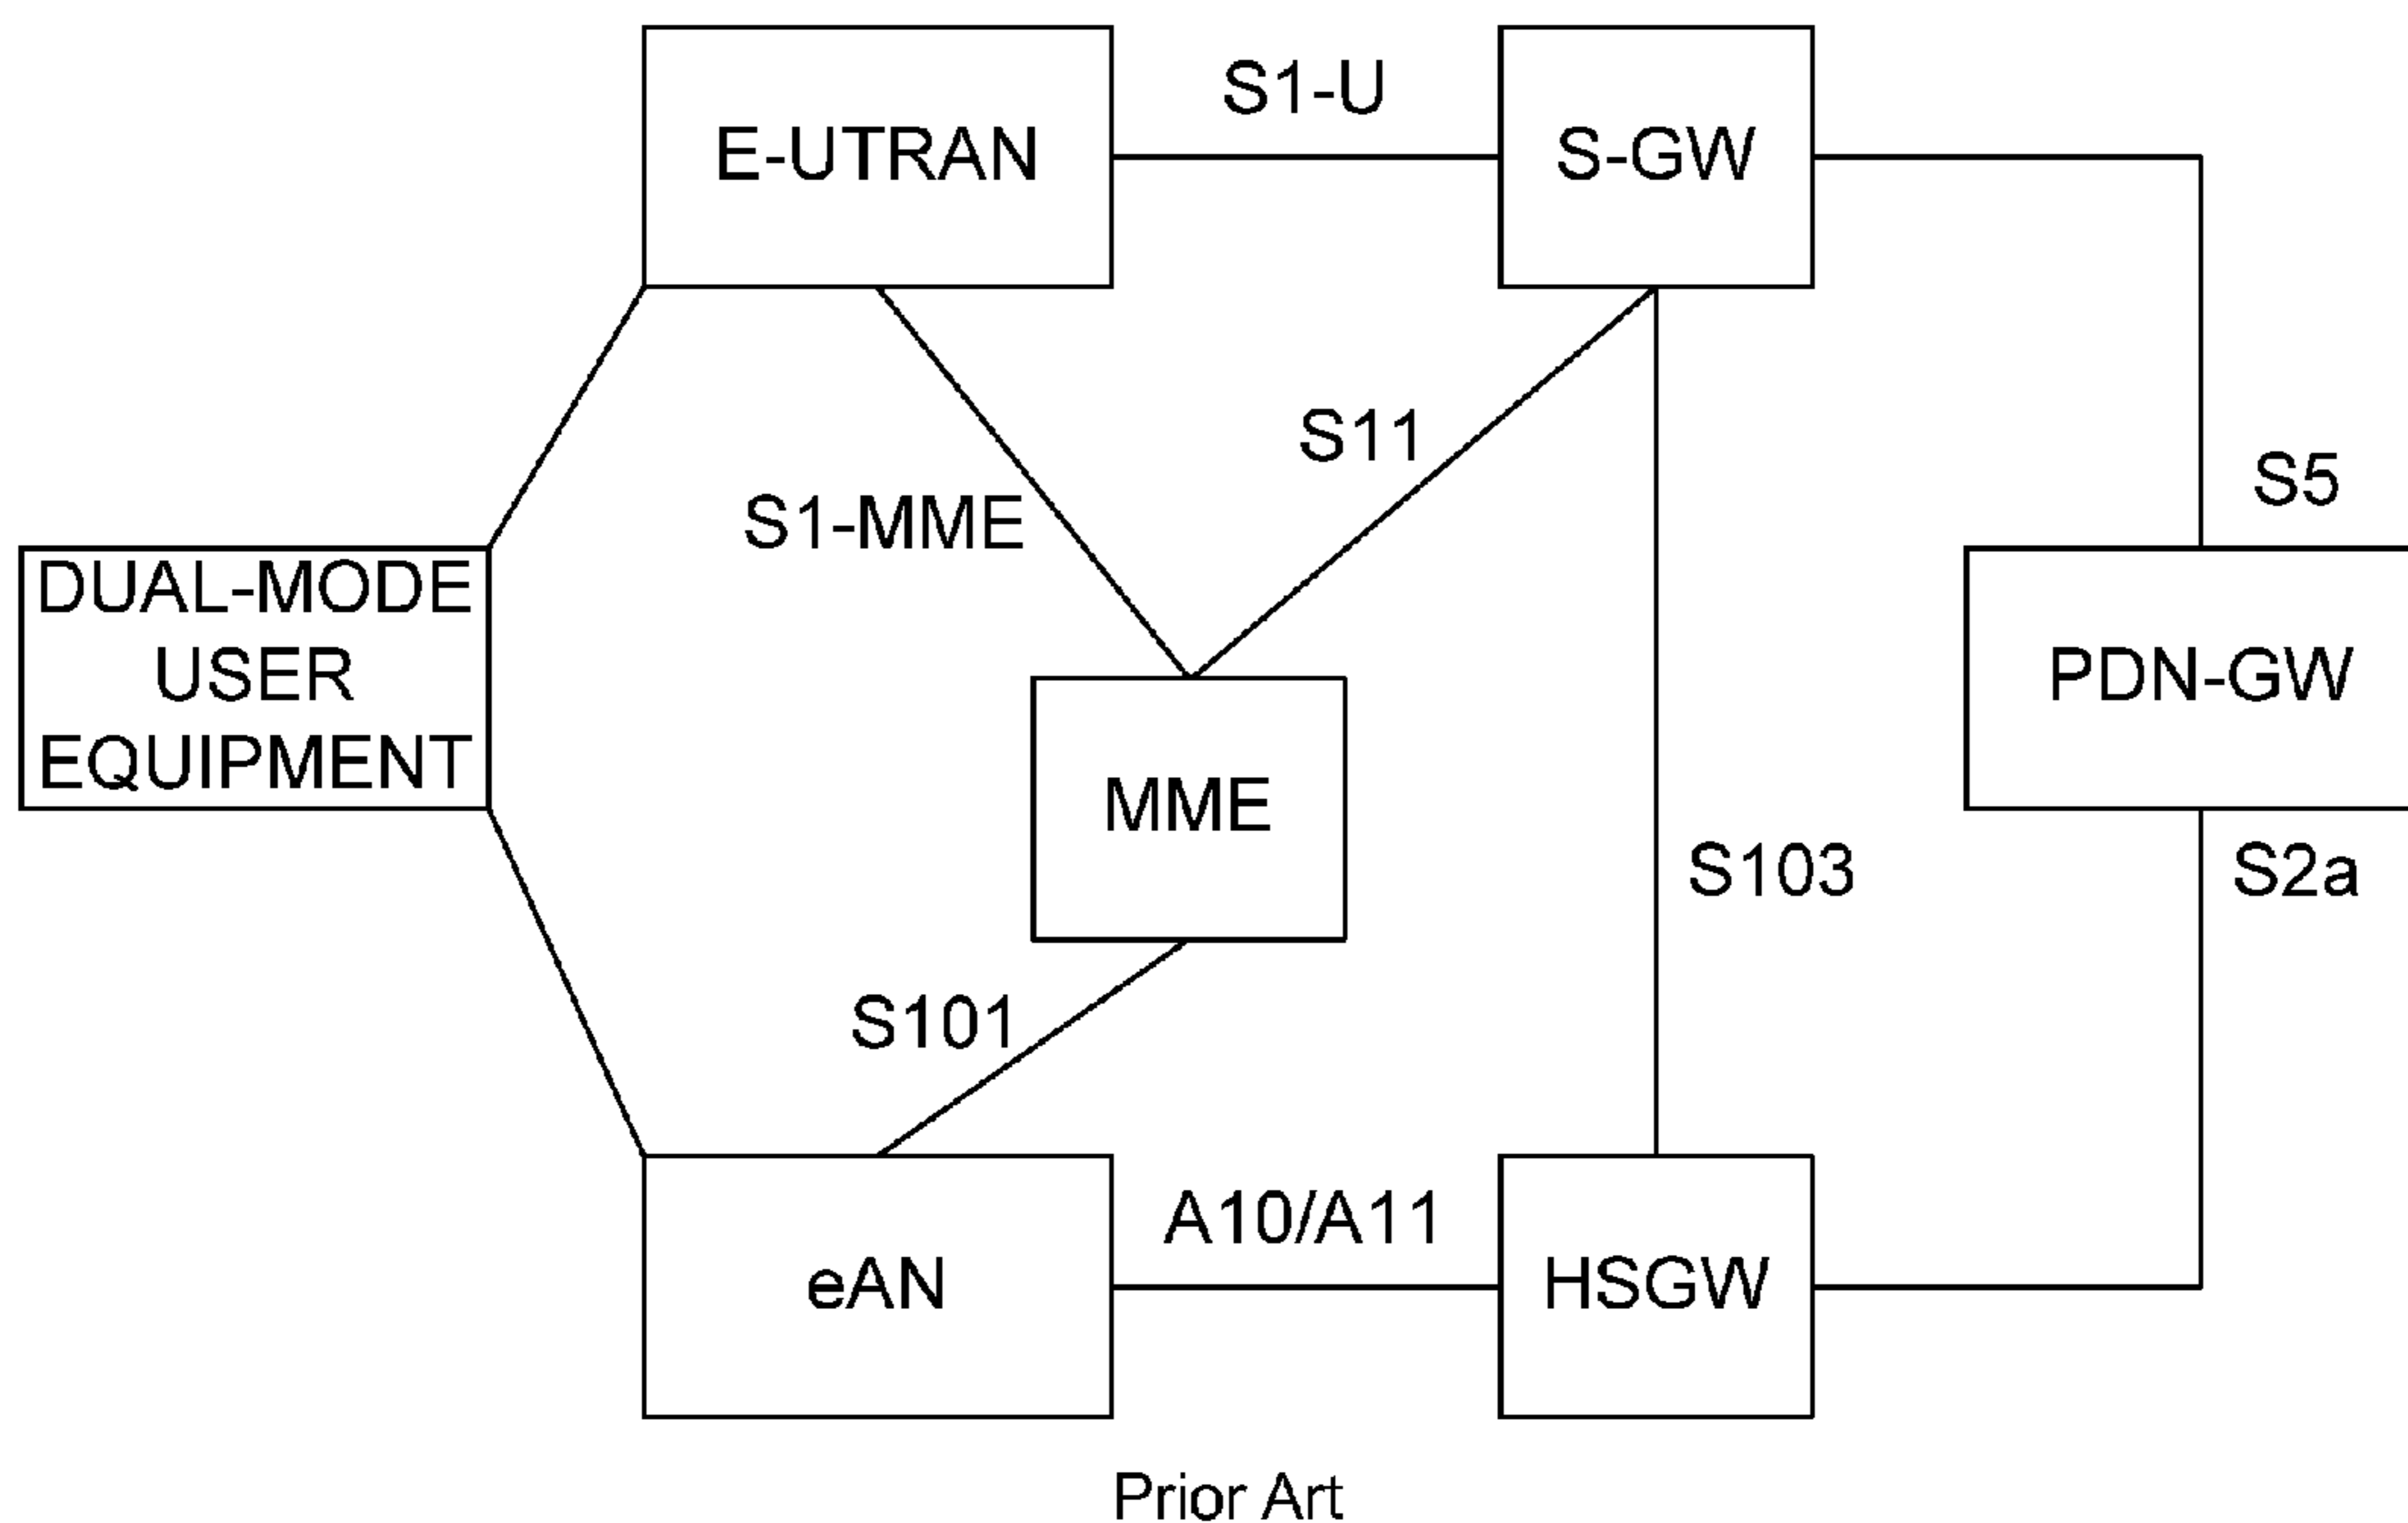 S1-U
E-UTRAN
S-GW
S11
S5
S1-MME
DUAL-MODE
USER
EQUIPMENT
PDN-GW
MME
S103
S2a
S101
A10/A11
eAN
HSGW
Prior Art